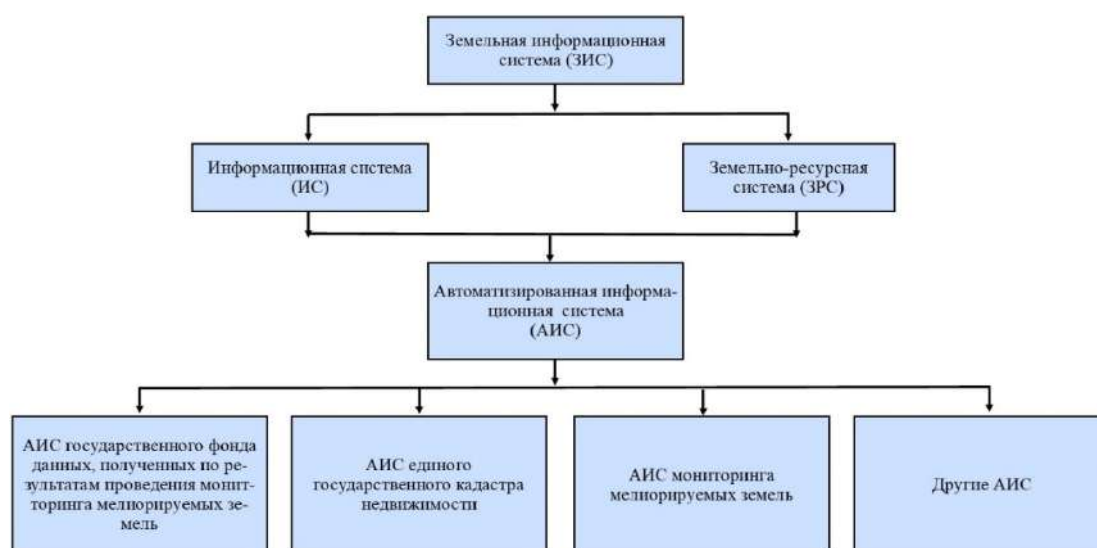 Земельная информационная
система (ЗИС)
Информационная система
(ИС)
Земельно-ресурсная
система (ЗРС)
Автоматизированная информа-
ционная система
(АИС)
АИС государственного фонда
данных, полученных по ре-
зультатам проведения монит-
торинга мелиорируемых зе-
мель
АИС единого
государственного кадастра
недвижимости
АИС мониторинга
мелиорируемых земель
Другие АИС